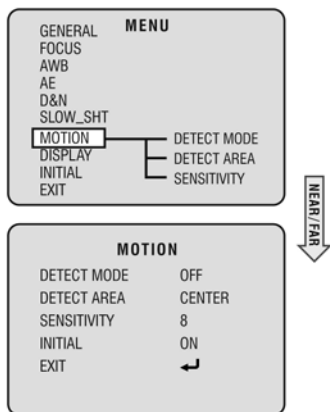 MENU
GENERAL
FOCUS
AWB
AE
D&N
SLOW_SHT
MOTION
DISPLAY
INITIAL
EXIT
DETECT MODE
DETECT AREA
SENSITIVITY
NEAR/FAR
MOTION
DETECT MODE OFF
DETECT AREA CENTER
SENSITIVITY 8
INITIAL ON
EXIT ↵